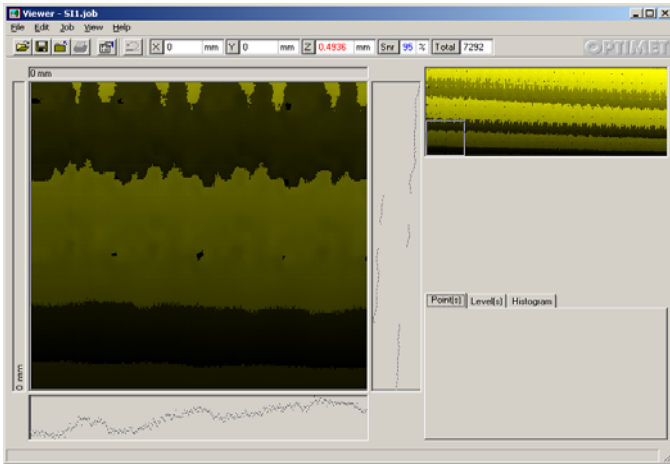 Viewer - SI1.job
File Edit Job View Help
X 0 mm Y 0 mm Z 0.4936 mm Snr 95 % Total 7292 OPTIMET
0 mm
0 mm
Point(s) Level(s) Histogram